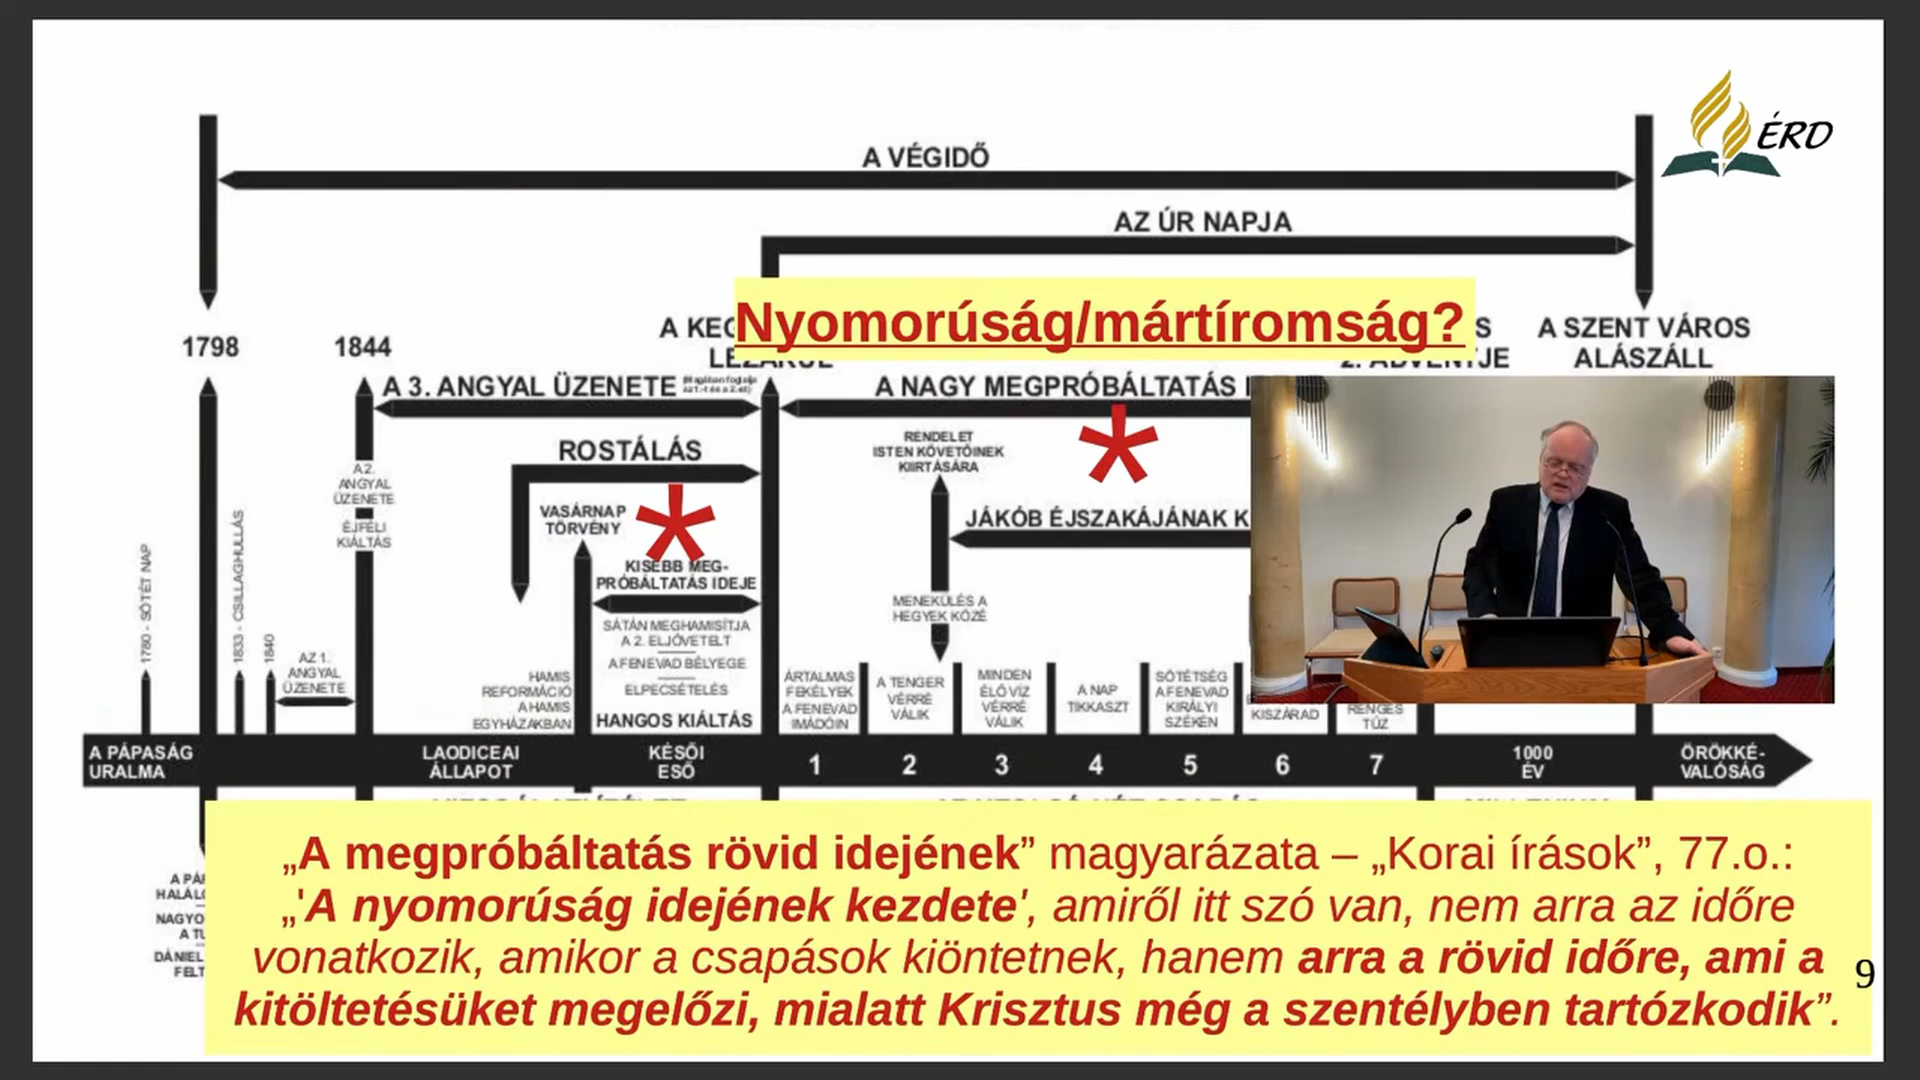 ÉRD
A VÉGIDŐ
AZ ÚR NAPJA
Nyomorúság/mártíromság?
1798
1844
A SZENT VÁROS
ALÁSZÁLL
A 3. ANGYAL ÜZENETE
A NAGY MEGPRÓBÁLTATÁS
ROSTÁLÁS
A 2.
ANGYAL
ÜZENETE
ÉJFÉLI
KIÁLTÁS
RENDELET
ISTEN KÖVETŐINEK
KIIRTÁSÁRA
VASÁRNAP
TÖRVÉNY
*
*
JÁKÓB ÉJSZAKÁJÁNAK K
KISEBB MEG-
PRÓBÁLTATÁS IDEJE
MENEKÜLÉS A
HEGYEK KÖZÉ
SÁTÁN MEGHAMISÍTJA
A 2. ELJÖVETELT
A FENEVAD BÉLYEGE
ELPECSÉTELÉS
HANGOS KIÁLTÁS
1780 - SÖTÉT NAP
1833 - CSILLAGHULLÁS
1840
AZ 1.
ANGYAL
ÜZENETE
HAMIS
REFORMÁCIÓ
A HAMIS
EGYHÁZAKBAN
ÁRTALMAS
FEKÉLYEK
A FENEVAD
IMÁDÓIN
A TENGER
VÉRRÉ
VÁLIK
MINDEN
ÉLŐ VÍZ
VÉRRÉ
VÁLIK
A NAP
TIKKASZT
SÖTÉTSÉG
A FENEVAD
KIRÁLYI
SZÉKÉN
KISZÁRAD
RENGÉS
TŰZ
A PÁPASÁG
URALMA
LAODICEAI
ÁLLAPOT
KÉSŐI
ESŐ
1 2 3 4 5 6 7
1000
ÉV
ÖRÖKKÉ-
VALÓSÁG
„A megpróbáltatás rövid idejének” magyarázata – „Korai írások”, 77.o.:
„'A nyomorúság idejének kezdete', amiről itt szó van, nem arra az időre
vonatkozik, amikor a csapások kiöntetnek, hanem arra a rövid időre, ami a
kitöltetésüket megelőzi, mialatt Krisztus még a szentélyben tartózkodik”.
9